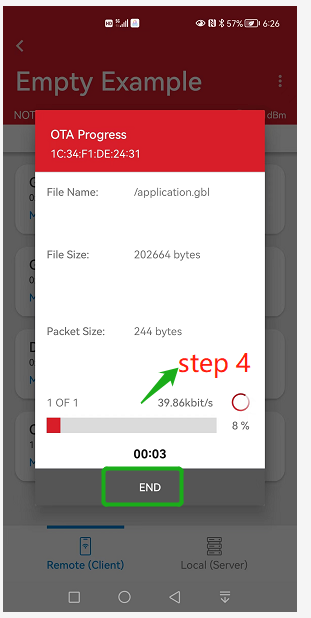 HD 5G 57% 6:26
Empty Example
NOT dBm
OTA Progress
1C:34:F1:DE:24:31
File Name: /application.gbl
File Size: 202664 bytes
Packet Size: 244 bytes
step 4
1 OF 1 39.86kbit/s
8 %
00:03
END
Remote (Client) Local (Server)